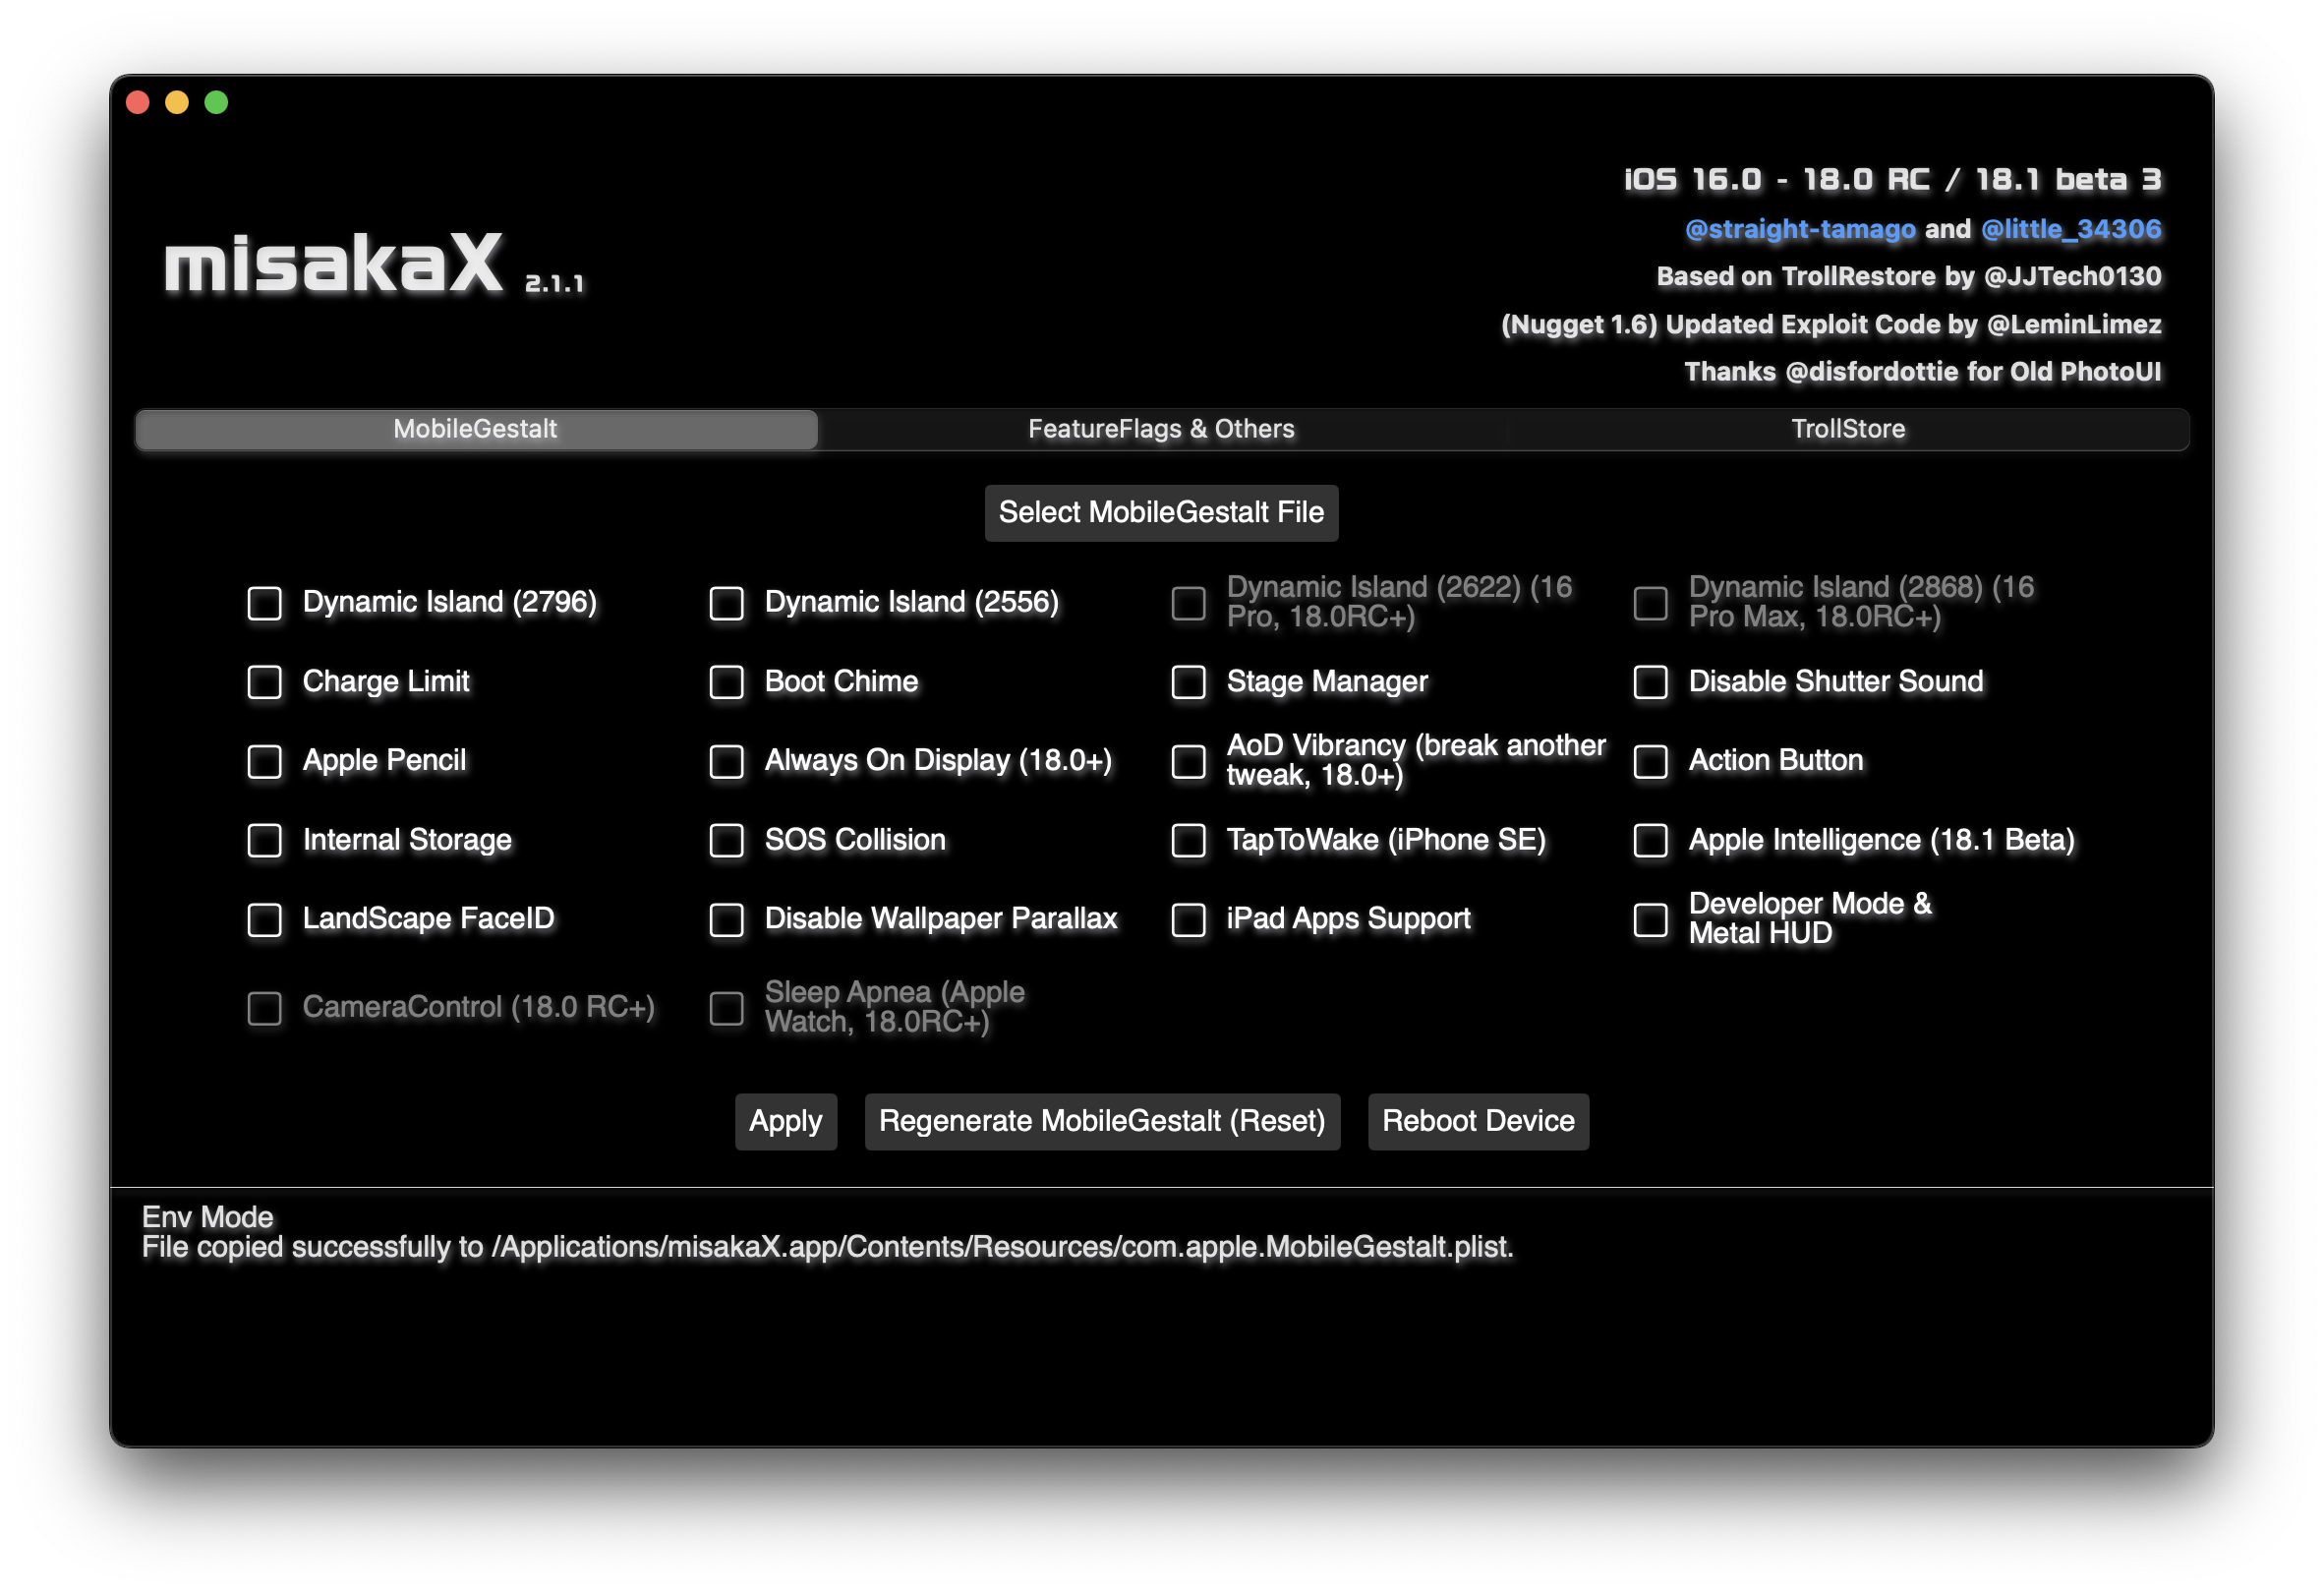 iOS 16.0 - 18.0 RC / 18.1 beta 3
@straight-tamago and @little_34306
misakaX 2.1.1
Based on TrollRestore by @JJTech0130
(Nugget 1.6) Updated Exploit Code by @LeminLimez
Thanks @disfordottie for Old PhotoUI
MobileGestalt
FeatureFlags & Others
TrollStore
Select MobileGestalt File
Dynamic Island (2796)
Dynamic Island (2556)
Dynamic Island (2622) (16
Pro, 18.0RC+)
Dynamic Island (2868) (16
Pro Max, 18.0RC+)
Charge Limit
Boot Chime
Stage Manager
Disable Shutter Sound
Apple Pencil
Always On Display (18.0+)
AoD Vibrancy (break another
tweak, 18.0+)
Action Button
Internal Storage
SOS Collision
TapToWake (iPhone SE)
Apple Intelligence (18.1 Beta)
LandScape FaceID
Disable Wallpaper Parallax
iPad Apps Support
Developer Mode &
Metal HUD
CameraControl (18.0 RC+)
Sleep Apnea (Apple
Watch, 18.0RC+)
Apply
Regenerate MobileGestalt (Reset)
Reboot Device
Env Mode
File copied successfully to /Applications/misakaX.app/Contents/Resources/com.apple.MobileGestalt.plist.